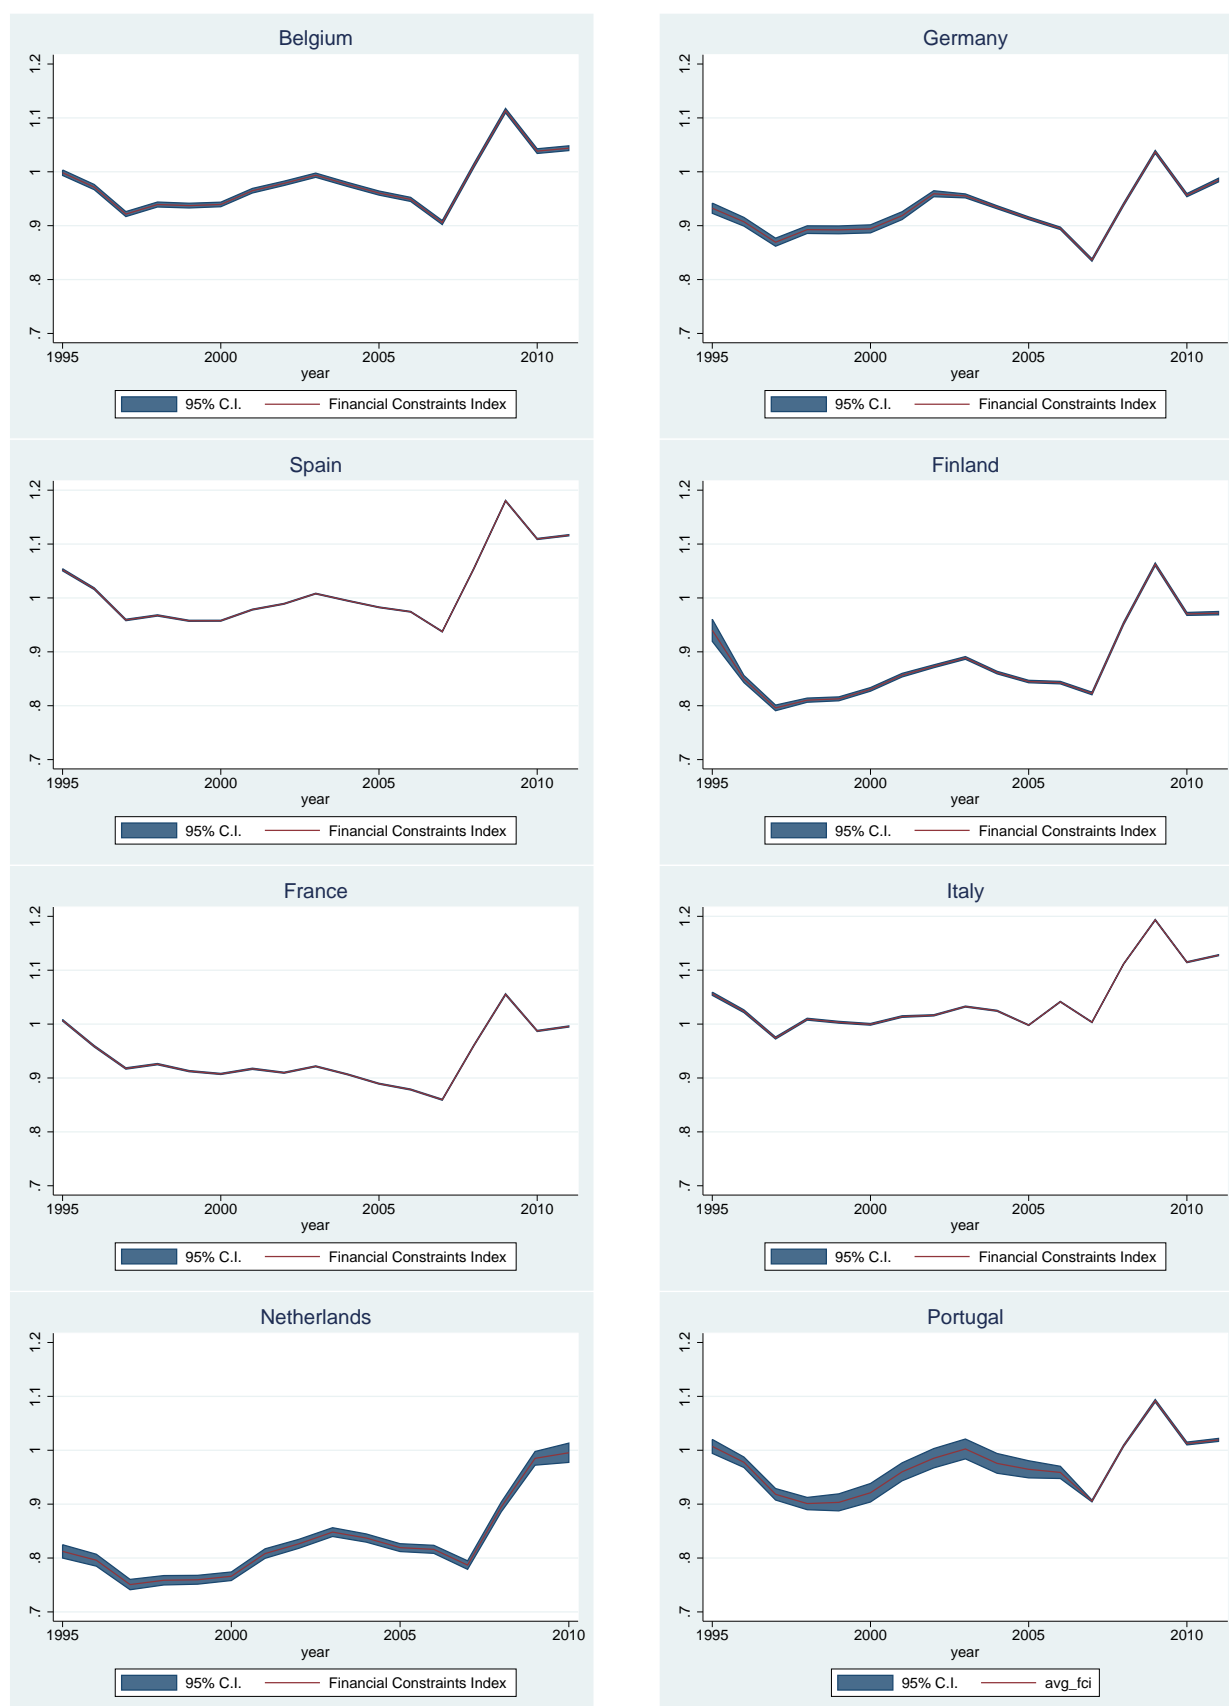 Belgium
1.2
1.1
1
.9
.8
.7
1995 2000 2005 2010
year
95% C.I. Financial Constraints Index
Germany
1.2
1.1
1
.9
.8
.7
1995 2000 2005 2010
year
95% C.I. Financial Constraints Index
Spain
1.2
1.1
1
.9
.8
.7
1995 2000 2005 2010
year
95% C.I. Financial Constraints Index
Finland
1.2
1.1
1
.9
.8
.7
1995 2000 2005 2010
year
95% C.I. Financial Constraints Index
France
1.2
1.1
1
.9
.8
.7
1995 2000 2005 2010
year
95% C.I. Financial Constraints Index
Italy
1.2
1.1
1
.9
.8
.7
1995 2000 2005 2010
year
95% C.I. Financial Constraints Index
Netherlands
1.2
1.1
1
.9
.8
.7
1995 2000 2005 2010
year
95% C.I. Financial Constraints Index
Portugal
1.2
1.1
1
.9
.8
.7
1995 2000 2005 2010
year
95% C.I. avg_fci